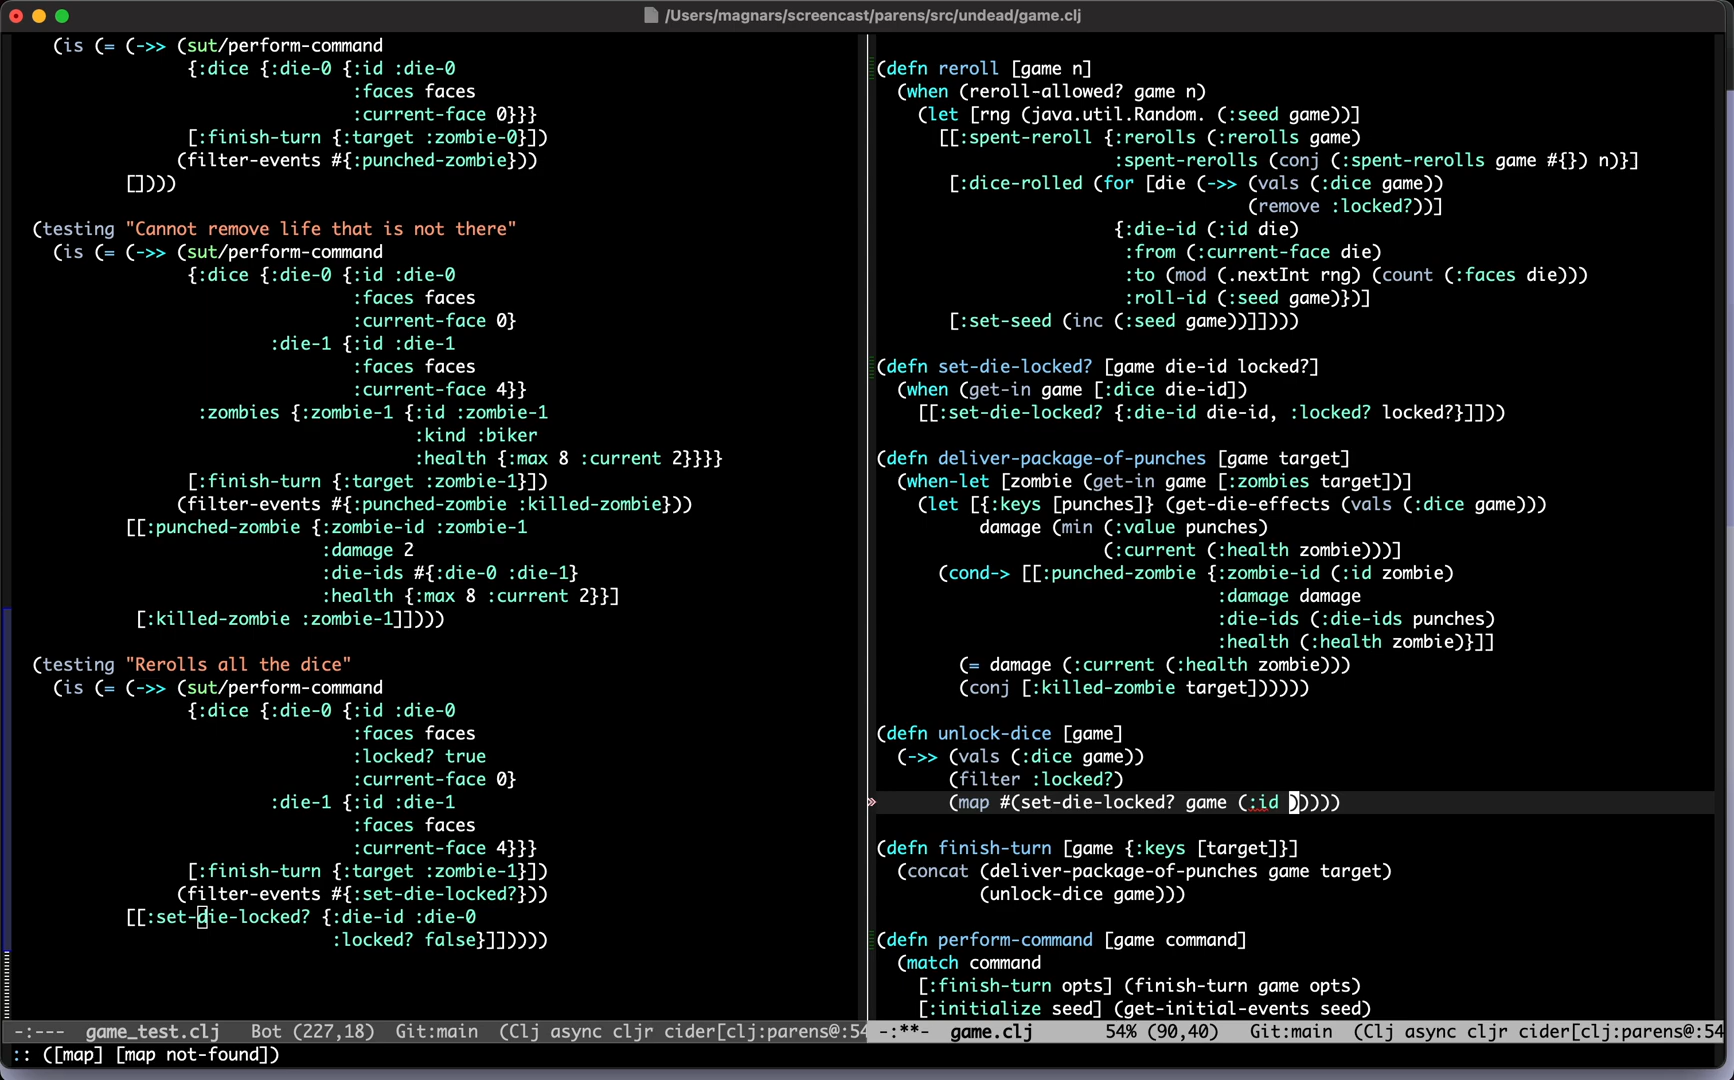 /Users/magnars/screencast/parens/src/undead/game.clj
(is (= (->> (sut/perform-command
{:dice {:die-0 {:id :die-0
:faces faces
:current-face 0}}}
[:finish-turn {:target :zombie-0}])
(filter-events #{:punched-zombie}))
[])))
(testing "Cannot remove life that is not there"
(is (= (->> (sut/perform-command
{:dice {:die-0 {:id :die-0
:faces faces
:current-face 0}
:die-1 {:id :die-1
:faces faces
:current-face 4}}
:zombies {:zombie-1 {:id :zombie-1
:kind :biker
:health {:max 8 :current 2}}}}
[:finish-turn {:target :zombie-1}])
(filter-events #{:punched-zombie :killed-zombie}))
[[:punched-zombie {:zombie-id :zombie-1
:damage 2
:die-ids #{:die-0 :die-1}
:health {:max 8 :current 2}}]
[:killed-zombie :zombie-1]])))
(testing "Rerolls all the dice"
(is (= (->> (sut/perform-command
{:dice {:die-0 {:id :die-0
:faces faces
:locked? true
:current-face 0}
:die-1 {:id :die-1
:faces faces
:current-face 4}}}
[:finish-turn {:target :zombie-1}])
(filter-events #{:set-die-locked?}))
[[:set-die-locked? {:die-id :die-0
:locked? false}]]))))
-:--- game_test.clj Bot (227,18) Git:main (Clj async cljr cider[clj:parens@:54
(defn reroll [game n]
(when (reroll-allowed? game n)
(let [rng (java.util.Random. (:seed game))]
[[:spent-reroll {:rerolls (:rerolls game)
:spent-rerolls (conj (:spent-rerolls game #{}) n)}]
[:dice-rolled (for [die (->> (vals (:dice game))
(remove :locked?))]
{:die-id (:id die)
:from (:current-face die)
:to (mod (.nextInt rng) (count (:faces die)))
:roll-id (:seed game)})]
[:set-seed (inc (:seed game))]])))
(defn set-die-locked? [game die-id locked?]
(when (get-in game [:dice die-id])
[[:set-die-locked? {:die-id die-id, :locked? locked?}]]))
(defn deliver-package-of-punches [game target]
(when-let [zombie (get-in game [:zombies target])]
(let [{:keys [punches]} (get-die-effects (vals (:dice game)))
damage (min (:value punches)
(:current (:health zombie)))]
(cond-> [[:punched-zombie {:zombie-id (:id zombie)
:damage damage
:die-ids (:die-ids punches)
:health (:health zombie)}]]
(= damage (:current (:health zombie)))
(conj [:killed-zombie target])))))
(defn unlock-dice [game]
(->> (vals (:dice game))
(filter :locked?)
(map #(set-die-locked? game (:id )))))
(defn finish-turn [game {:keys [target]}]
(concat (deliver-package-of-punches game target)
(unlock-dice game)))
(defn perform-command [game command]
(match command
[:finish-turn opts] (finish-turn game opts)
[:initialize seed] (get-initial-events seed)
-:**- game.clj 54% (90,40) Git:main (Clj async cljr cider[clj:parens@:54
:: ([map] [map not-found])